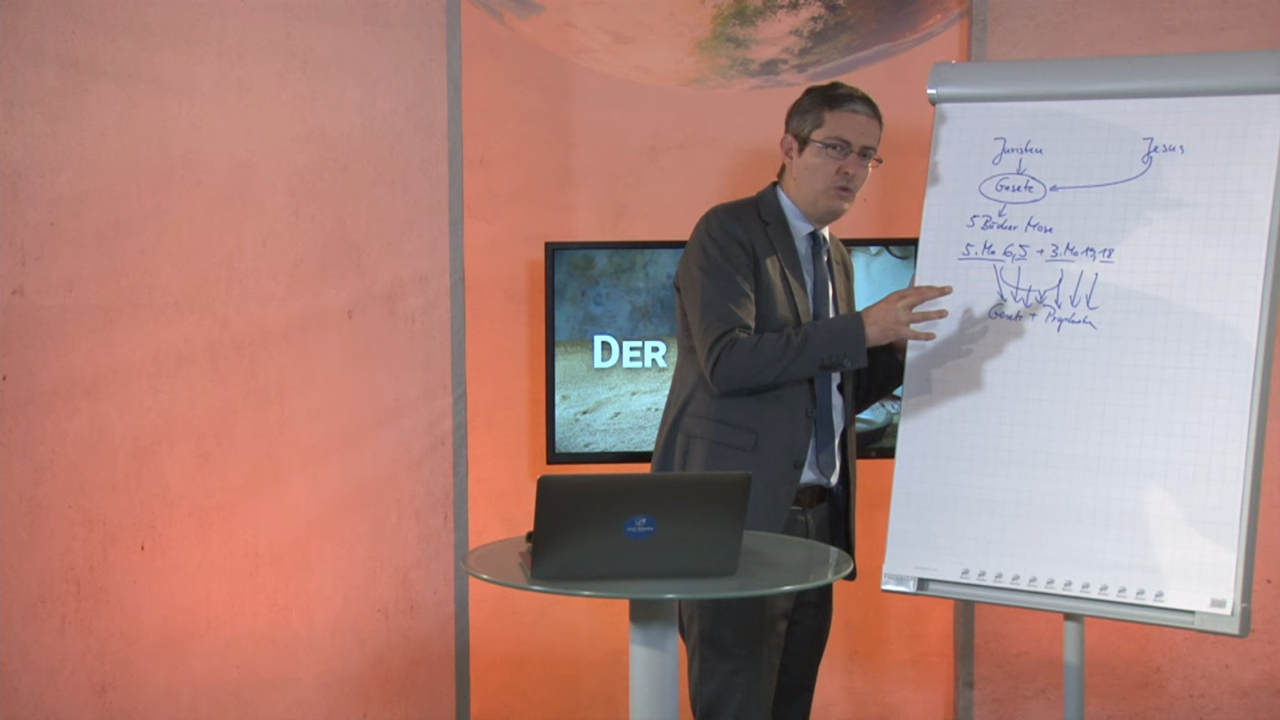 Juristen Jesus
Gesetz
5 Bücher Mose
5. Mo 6,5 + 3. Mo 19,18
Gesetz + Propheten
DER